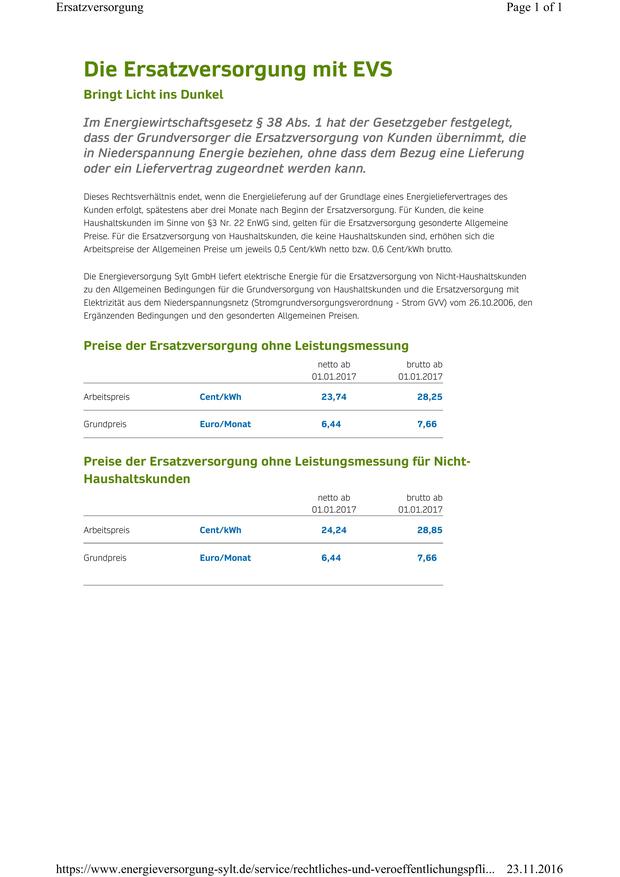 Ersatzversorgung Page 1 of 1
Die Ersatzversorgung mit EVS
Bringt Licht ins Dunkel
Im Energiewirtschaftsgesetz § 38 Abs. 1 hat der Gesetzgeber festgelegt,
dass der Grundversorger die Ersatzversorgung von Kunden übernimmt, die
in Niederspannung Energie beziehen, ohne dass dem Bezug eine Lieferung
oder ein Liefervertrag zugeordnet werden kann.
Dieses Rechtsverhältnis endet, wenn die Energielieferung auf der Grundlage eines Energieliefervertrages des
Kunden erfolgt, spätestens aber drei Monate nach Beginn der Ersatzversorgung. Für Kunden, die keine
Haushaltskunden im Sinne von §3 Nr. 22 EnWG sind, gelten für die Ersatzversorgung gesonderte Allgemeine
Preise. Für die Ersatzversorgung von Haushaltskunden, die keine Haushaltskunden sind, erhöhen sich die
Arbeitspreise der Allgemeinen Preise um jeweils 0,5 Cent/kWh netto bzw. 0,6 Cent/kWh brutto.
Die Energieversorgung Sylt GmbH liefert elektrische Energie für die Ersatzversorgung von Nicht-Haushaltskunden
zu den Allgemeinen Bedingungen für die Grundversorgung von Haushaltskunden und die Ersatzversorgung mit
Elektrizität aus dem Niederspannungsnetz (Stromgrundversorgungsverordnung - Strom GVV) vom 26.10.2006, den
Ergänzenden Bedingungen und den gesonderten Allgemeinen Preisen.
Preise der Ersatzversorgung ohne Leistungsmessung
netto ab brutto ab
01.01.2017 01.01.2017
Arbeitspreis Cent/kWh 23,74 28,25
Grundpreis Euro/Monat 6,44 7,66
Preise der Ersatzversorgung ohne Leistungsmessung für Nicht-
Haushaltskunden
netto ab brutto ab
01.01.2017 01.01.2017
Arbeitspreis Cent/kWh 24,24 28,85
Grundpreis Euro/Monat 6,44 7,66
https://www.energieversorgung-sylt.de/service/rechtliches-und-veroeffentlichungspfli... 23.11.2016